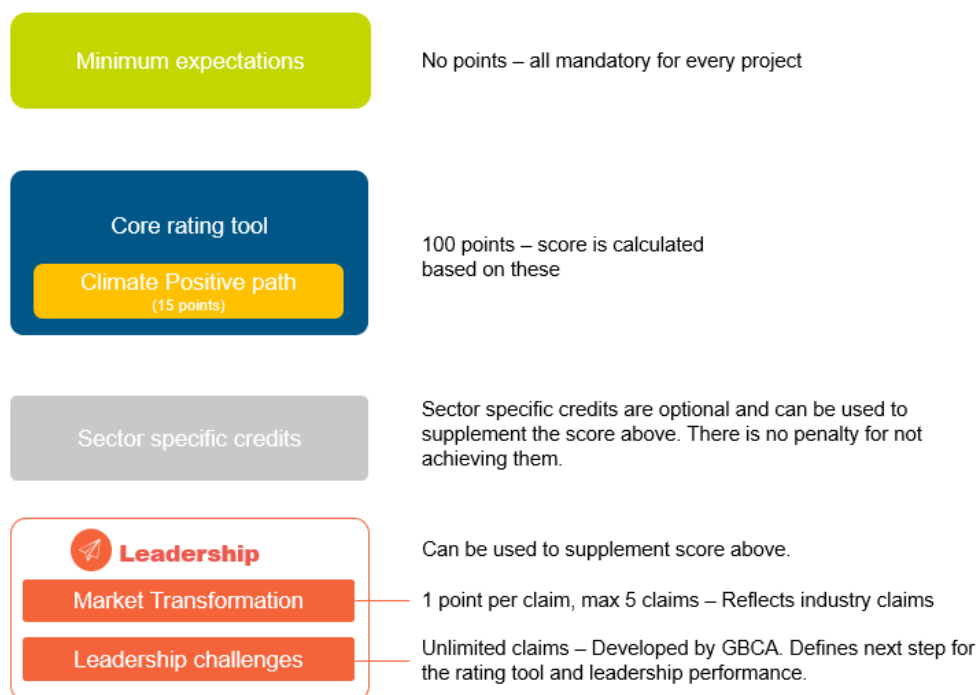 Minimum expectations
No points – all mandatory for every project
Core rating tool
Climate Positive path
(15 points)
100 points – score is calculated
based on these
Sector specific credits
Sector specific credits are optional and can be used to
supplement the score above. There is no penalty for not
achieving them.
Leadership
Can be used to supplement score above.
Market Transformation
1 point per claim, max 5 claims – Reflects industry claims
Leadership challenges
Unlimited claims – Developed by GBCA. Defines next step for
the rating tool and leadership performance.